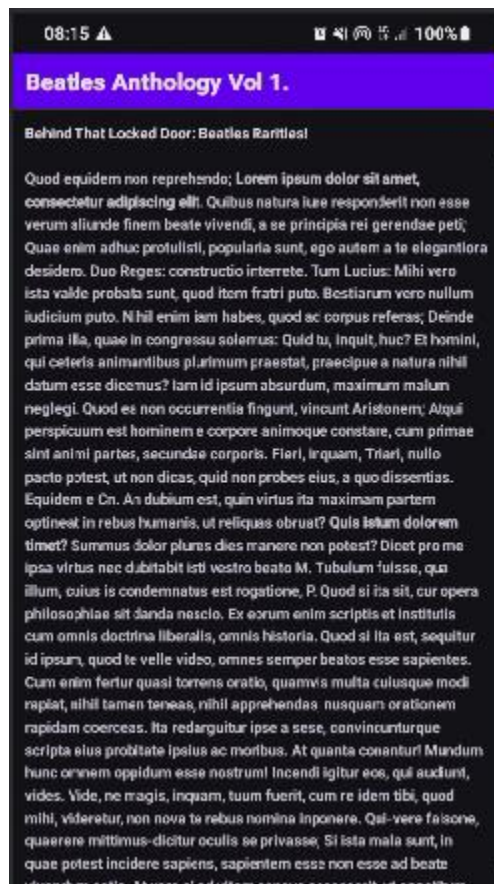 08:15
100%
Beatles Anthology Vol 1.
Behind That Locked Door: Beatles Rarities!
Quod equidem non reprehendo; Lorem ipsum dolor sit amet,
consectetur adipiscing elit. Quibus natura iure responderit non esse
verum aliunde finem beate vivendi, a se principia rei gerendae peti;
Quae enim adhuc protulisti, popularia sunt, ego autem a te elegantiora
desidero. Duo Reges: constructio interrete. Tum Lucius: Mihi vero
ista valde probata sunt, quod item fratri puto. Bestiarum vero nullum
iudicium puto. Nihil enim iam habes, quod ad corpus referas; Deinde
prima illa, quae in congressu solemus: Quid tu, inquit, huc? Et homini,
qui ceteris animantibus plurimum praestat, praecipue a natura nihil
datum esse dicemus? Iam id ipsum absurdum, maximum malum
neglegi. Quod ea non occurrentia fingunt, vincunt Aristonem; Atqui
perspicuum est hominem e corpore animoque constare, cum primae
sint animi partes, secundae corporis. Fieri, inquam, Triari, nullo
pacto potest, ut non dicas, quid non probes eius, a quo dissentias.
Equidem e Cn. An dubium est, quin virtus ita maximam partem
optineat in rebus humanis, ut reliquas obruat? Quis istum dolorem
timet? Summus dolor plures dies manere non potest? Dicet pro me
ipsa virtus nec dubitabit isti vestro beato M. Tubulum fuisse, qua
illum, cuius is condemnatus est rogatione, P. Quod si ita sit, cur opera
philosophiae sit danda nescio. Ex eorum enim scriptis et institutis
cum omnis doctrina liberalis, omnis historia. Quod si ita est, sequitur
id ipsum, quod te velle video, omnes semper beatos esse sapientes.
Cum enim fertur quasi torrens oratio, quamvis multa cuiusque modi
rapiat, nihil tamen teneas, nihil apprehendas, nusquam orationem
rapidam coerceas. Ita redarguitur ipse a sese, convincunturque
scripta eius probitate ipsius ac moribus. At quanta conantur! Mundum
hunc omnem oppidum esse nostrum! Incendi igitur eos, qui audiunt,
vides. Vide, ne magis, inquam, tuum fuerit, cum re idem tibi, quod
mihi, videretur, non nova te rebus nomina inponere. Qui-vere falsone,
quaerere mittimus-dicitur oculis se privasse; Si ista mala sunt, in
quae potest incidere sapiens, sapientem esse non esse ad beate